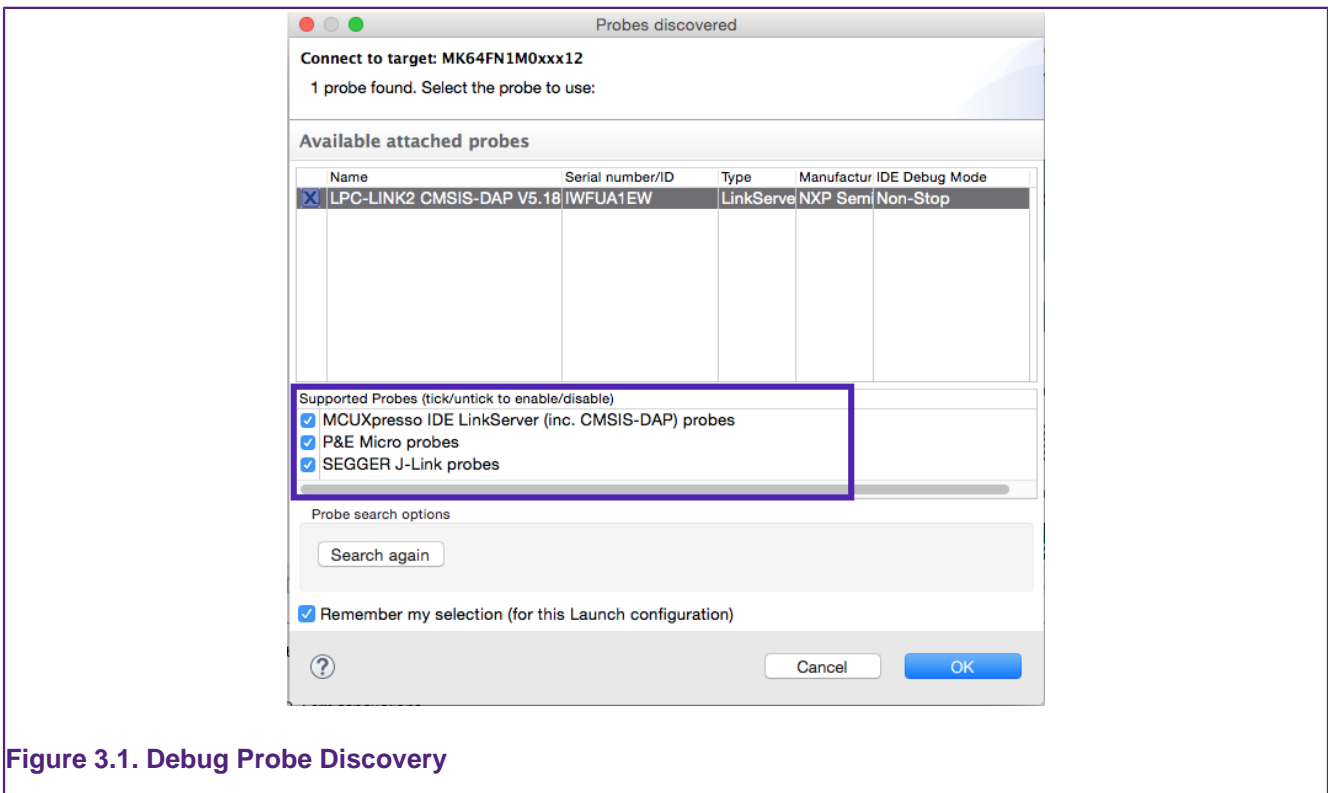 Probes discovered
Connect to target: MK64FN1M0xxx12
1 probe found. Select the probe to use:
Available attached probes
Name Serial number/ID Type Manufactur IDE Debug Mode
LPC-LINK2 CMSIS-DAP V5.18 IWFUA1EW LinkServe NXP Semi Non-Stop
Supported Probes (tick/untick to enable/disable)
MCUXpresso IDE LinkServer (inc. CMSIS-DAP) probes
P&E Micro probes
SEGGER J-Link probes
Probe search options
Search again
Remember my selection (for this Launch configuration)
? Cancel OK
Figure 3.1. Debug Probe Discovery